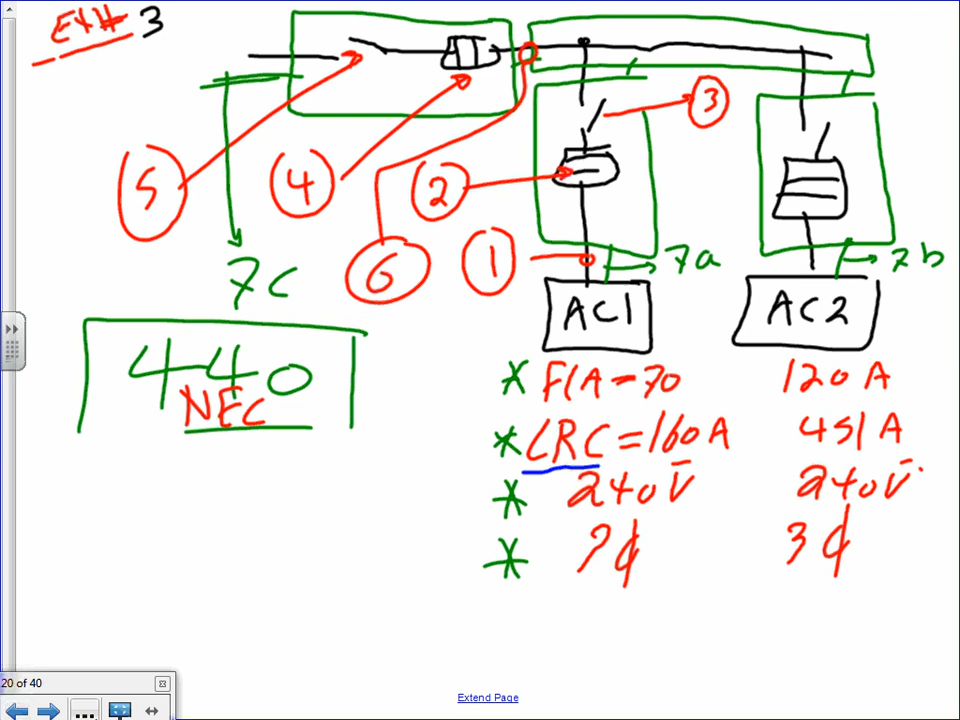 EX# 3
5
4
2
3
6
1
7a
7b
7c
AC1
AC2
440
NEC
* FLA = 70
120 A
* LRC = 160A
451 A
* 240 V
240 V
3 ¢
20 of 40
Extend Page